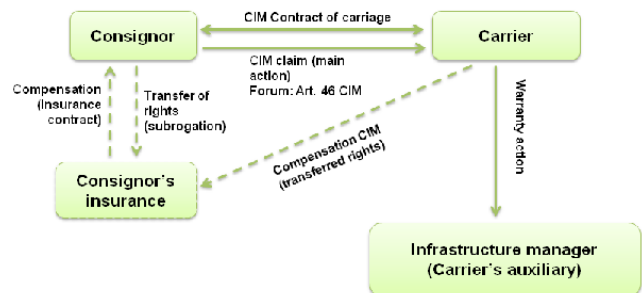 CIM Contract of carriage
Consignor
Carrier
CIM claim (main
action)
Forum: Art. 46 CIM
Compensation
(insurance
contract)
Transfer of
rights
(subrogation)
Compensation CIM
(transferred rights)
Warranty action
Consignor's
insurance
Infrastructure manager
(Carrier's auxiliary)